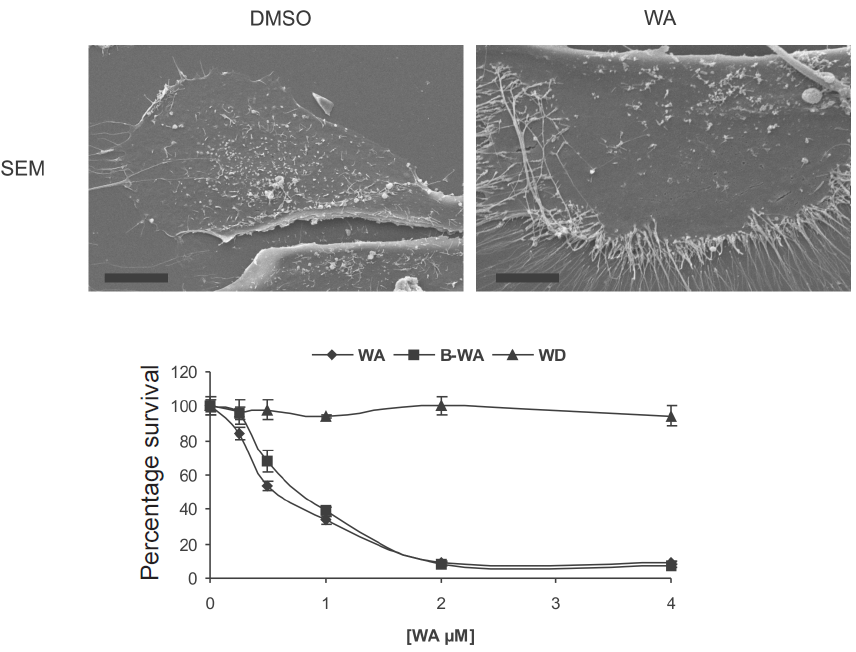 DMSO WA
SEM
WA B-WA WD
Percentage survival
120
100
80
60
40
20
0
0 1 2 3 4
[WA µM]